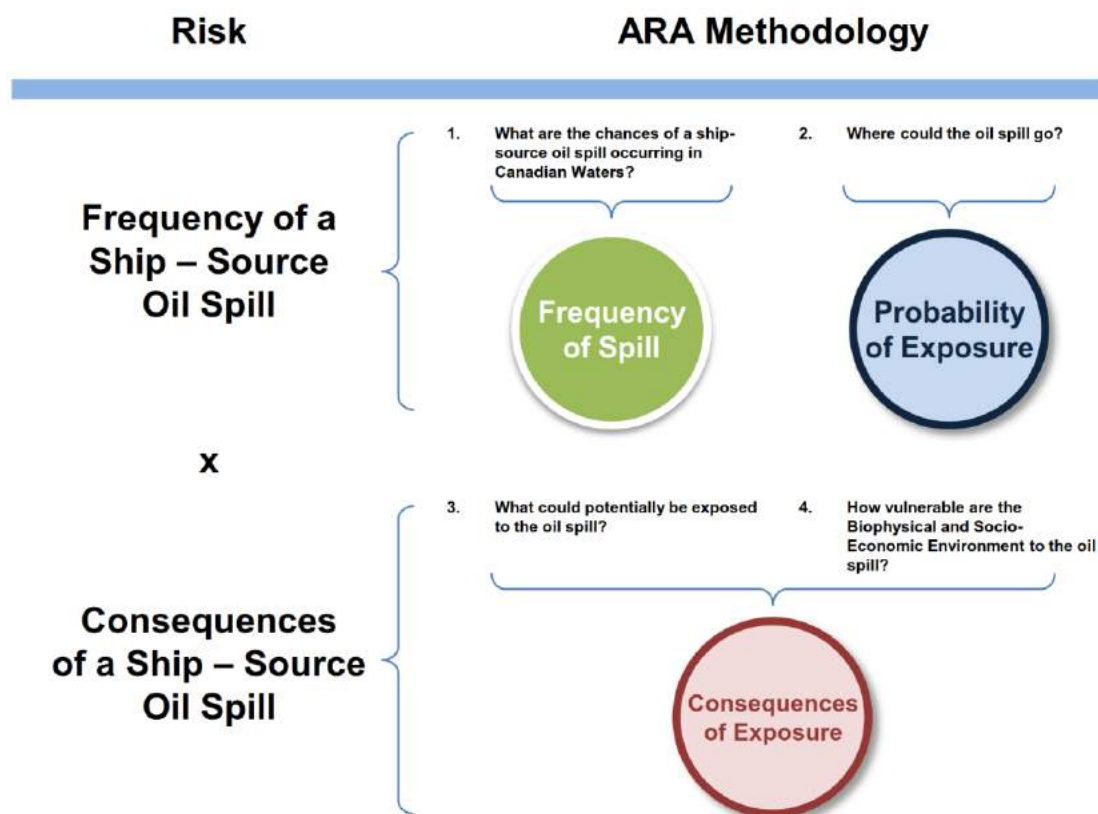 Risk
ARA Methodology
Frequency of a
Ship – Source
Oil Spill
1. What are the chances of a ship-
source oil spill occurring in
Canadian Waters?
2. Where could the oil spill go?
Frequency
of Spill
Probability
of Exposure
x
Consequences
of a Ship – Source
Oil Spill
3. What could potentially be exposed
to the oil spill?
4. How vulnerable are the
Biophysical and Socio-
Economic Environment to the oil
spill?
Consequences
of Exposure